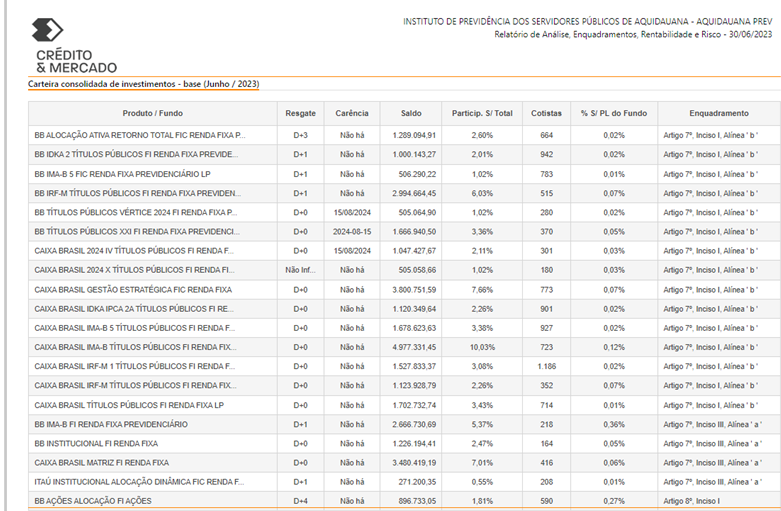 INSTITUTO DE PREVIDÊNCIA DOS SERVIDORES PÚBLICOS DE AQUIDAUANA - AQUIDAUANA PREV
Relatório de Análise, Enquadramentos, Rentabilidade e Risco - 30/06/2023
CRÉDITO
& MERCADO
Carteira consolidada de investimentos - base (Junho / 2023)
Produto / Fundo Resgate Carência Saldo Particip. S/ Total Cotistas % S/ PL do Fundo Enquadramento
BB ALOCAÇÃO ATIVA RETORNO TOTAL FIC RENDA FIXA P... D+3 Não há 1.289.094,91 2,60% 664 0,02% Artigo 7º, Inciso I, Alínea ' b '
BB IDKA 2 TÍTULOS PÚBLICOS FI RENDA FIXA PREVIDE... D+1 Não há 1.000.143,27 2,01% 942 0,02% Artigo 7º, Inciso I, Alínea ' b '
BB IMA-B 5 FIC RENDA FIXA PREVIDENCIÁRIO LP D+1 Não há 506.290,22 1,02% 783 0,01% Artigo 7º, Inciso I, Alínea ' b '
BB IRF-M TÍTULOS PÚBLICOS FI RENDA FIXA PREVIDEN... D+1 Não há 2.994.664,45 6,03% 515 0,07% Artigo 7º, Inciso I, Alínea ' b '
BB TÍTULOS PÚBLICOS VÉRTICE 2024 FI RENDA FIXA P... D+0 15/08/2024 505.064,90 1,02% 280 0,02% Artigo 7º, Inciso I, Alínea ' b '
BB TÍTULOS PÚBLICOS XXI FI RENDA FIXA PREVIDENCI... D+0 2024-08-15 1.666.940,50 3,36% 370 0,05% Artigo 7º, Inciso I, Alínea ' b '
CAIXA BRASIL 2024 IV TÍTULOS PÚBLICOS FI RENDA F... D+0 15/08/2024 1.047.427,67 2,11% 301 0,03% Artigo 7º, Inciso I, Alínea ' b '
CAIXA BRASIL 2024 X TÍTULOS PÚBLICOS RENDA FI... Não Inf... Não há 505.058,66 1,02% 180 0,03% Artigo 7º, Inciso I, Alínea ' b '
CAIXA BRASIL GESTÃO ESTRATÉGICA FIC RENDA FIXA D+0 Não há 3.800.751,59 7,66% 773 0,07% Artigo 7º, Inciso I, Alínea ' b '
CAIXA BRASIL IDKA IPCA 2A TÍTULOS PÚBLICOS FI RE... D+0 Não há 1.120.349,64 2,26% 901 0,02% Artigo 7º, Inciso I, Alínea ' b '
CAIXA BRASIL IMA-B 5 TÍTULOS PÚBLICOS FI RENDA F... D+0 Não há 1.678.623,63 3,38% 927 0,02% Artigo 7º, Inciso I, Alínea ' b '
CAIXA BRASIL IMA-B TÍTULOS PÚBLICOS FI RENDA FIX... D+0 Não há 4.977.331,45 10,03% 723 0,12% Artigo 7º, Inciso I, Alínea ' b '
CAIXA BRASIL IRF-M 1 TÍTULOS PÚBLICOS FI RENDA F... D+0 Não há 1.527.833,37 3,08% 1.186 0,02% Artigo 7º, Inciso I, Alínea ' b '
CAIXA BRASIL IRF-M TÍTULOS PÚBLICOS FI RENDA FIX... D+0 Não há 1.123.928,79 2,26% 352 0,07% Artigo 7º, Inciso I, Alínea ' b '
CAIXA BRASIL TÍTULOS PÚBLICOS FI RENDA FIXA LP D+0 Não há 1.702.732,74 3,43% 714 0,01% Artigo 7º, Inciso I, Alínea ' b '
BB IMA-B FI RENDA FIXA PREVIDENCIÁRIO D+1 Não há 2.666.730,69 5,37% 218 0,36% Artigo 7º, Inciso III, Alínea ' a '
BB INSTITUCIONAL FI RENDA FIXA D+0 Não há 1.226.194,41 2,47% 164 0,05% Artigo 7º, Inciso III, Alínea ' a '
CAIXA BRASIL MATRIZ FI RENDA FIXA D+0 Não há 3.480.419,19 7,01% 416 0,06% Artigo 7º, Inciso III, Alínea ' a '
ITAÚ INSTITUCIONAL ALOCAÇÃO DINÂMICA FIC RENDA F... D+1 Não há 271.200,35 0,55% 208 0,01% Artigo 7º, Inciso III, Alínea ' a '
BB AÇÕES ALOCAÇÃO FI AÇÕES D+4 Não há 896.733,05 1,81% 590 0,27% Artigo 8º, Inciso I